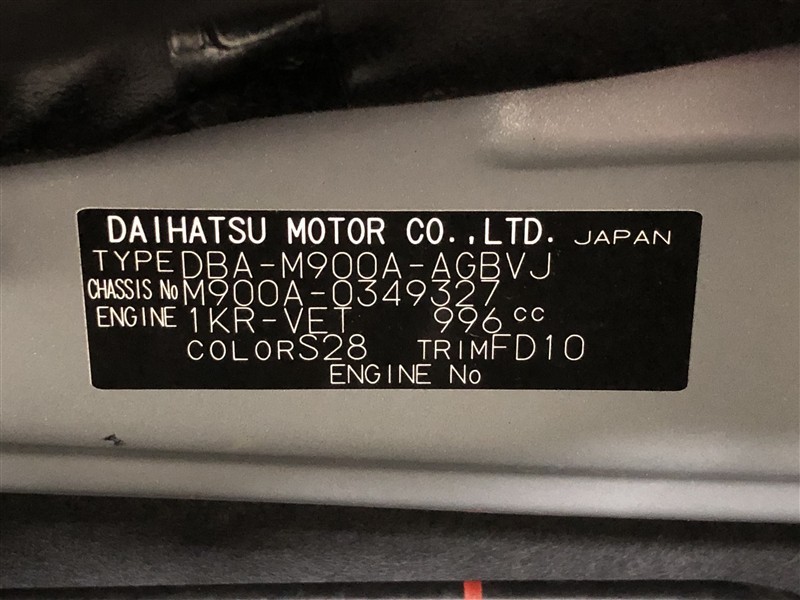 DAIHATSU MOTOR CO.,LTD. JAPAN
TYPE DBA-M900A-AGBVJ
CHASSIS No M900A-0349327
ENGINE 1KR-VET 996 cc
COLOR S28 TRIM FD10
ENGINE No